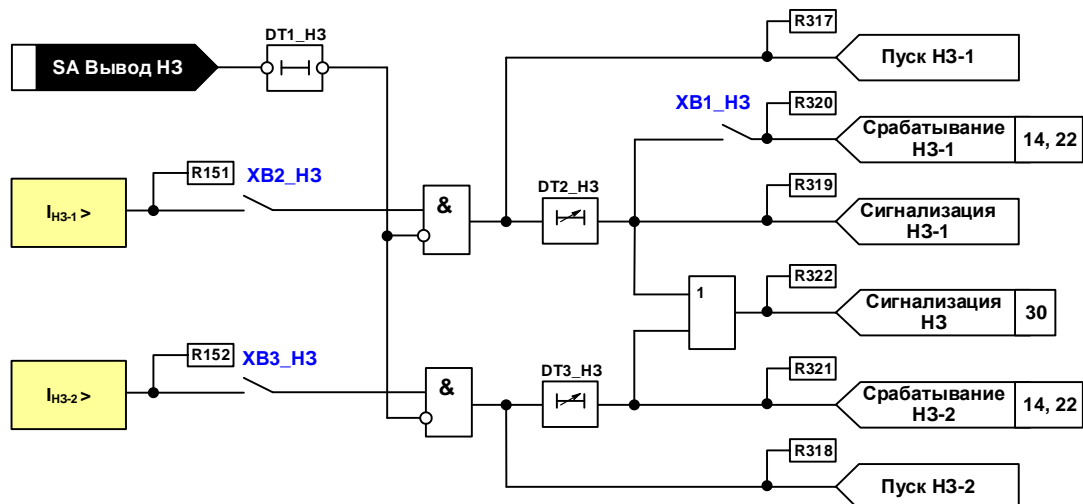 R317
DT1_НЗ
SA Вывод НЗ
Пуск НЗ-1
XB1_НЗ
R320
Срабатывание
НЗ-1
14, 22
R151
XB2_НЗ
IНЗ-1 >
&
DT2_НЗ
R319
Сигнализация
НЗ-1
1
R322
Сигнализация
НЗ
30
R152
XB3_НЗ
IНЗ-2 >
&
DT3_НЗ
R321
Срабатывание
НЗ-2
14, 22
R318
Пуск НЗ-2